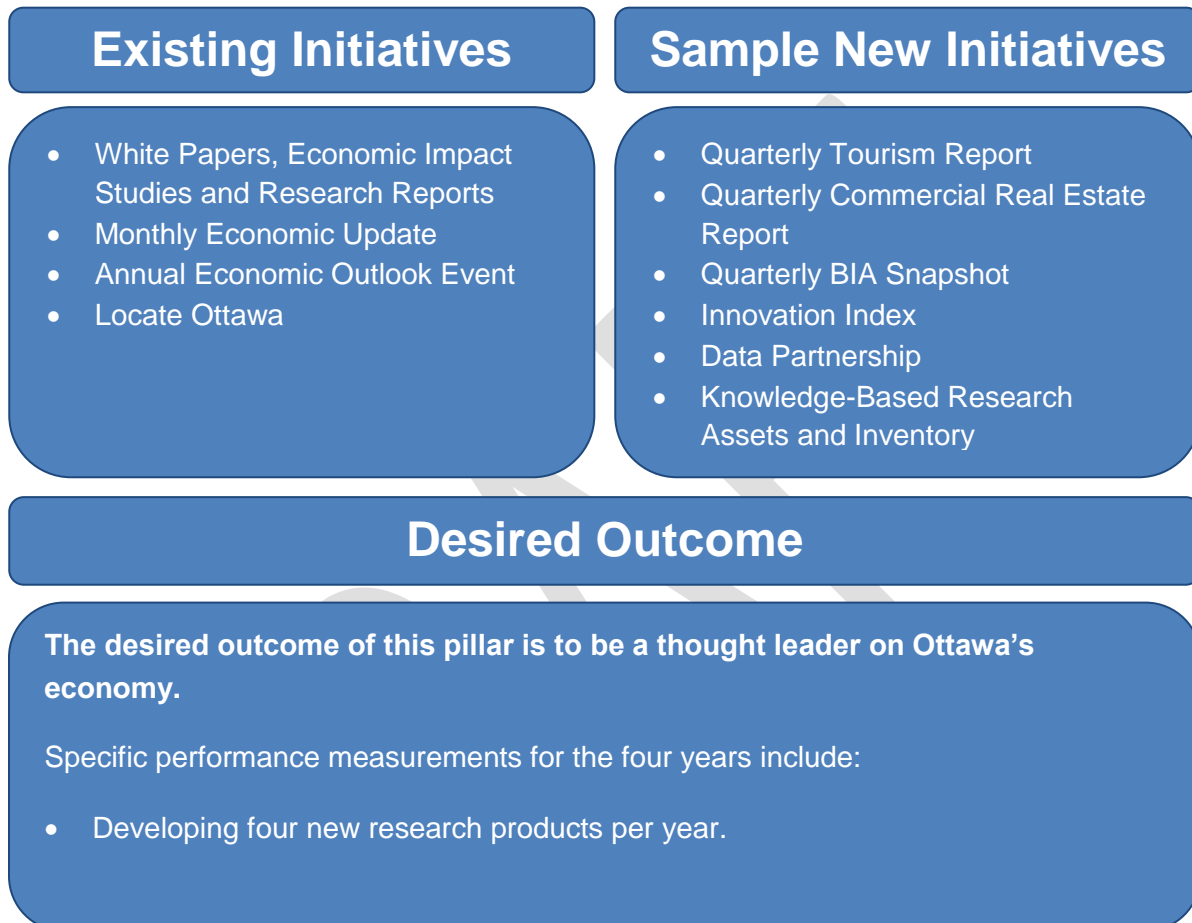 Existing Initiatives
• White Papers, Economic Impact
Studies and Research Reports
• Monthly Economic Update
• Annual Economic Outlook Event
• Locate Ottawa
Sample New Initiatives
• Quarterly Tourism Report
• Quarterly Commercial Real Estate
Report
• Quarterly BIA Snapshot
• Innovation Index
• Data Partnership
• Knowledge-Based Research
Assets and Inventory
Desired Outcome
The desired outcome of this pillar is to be a thought leader on Ottawa’s
economy.
Specific performance measurements for the four years include:
• Developing four new research products per year.